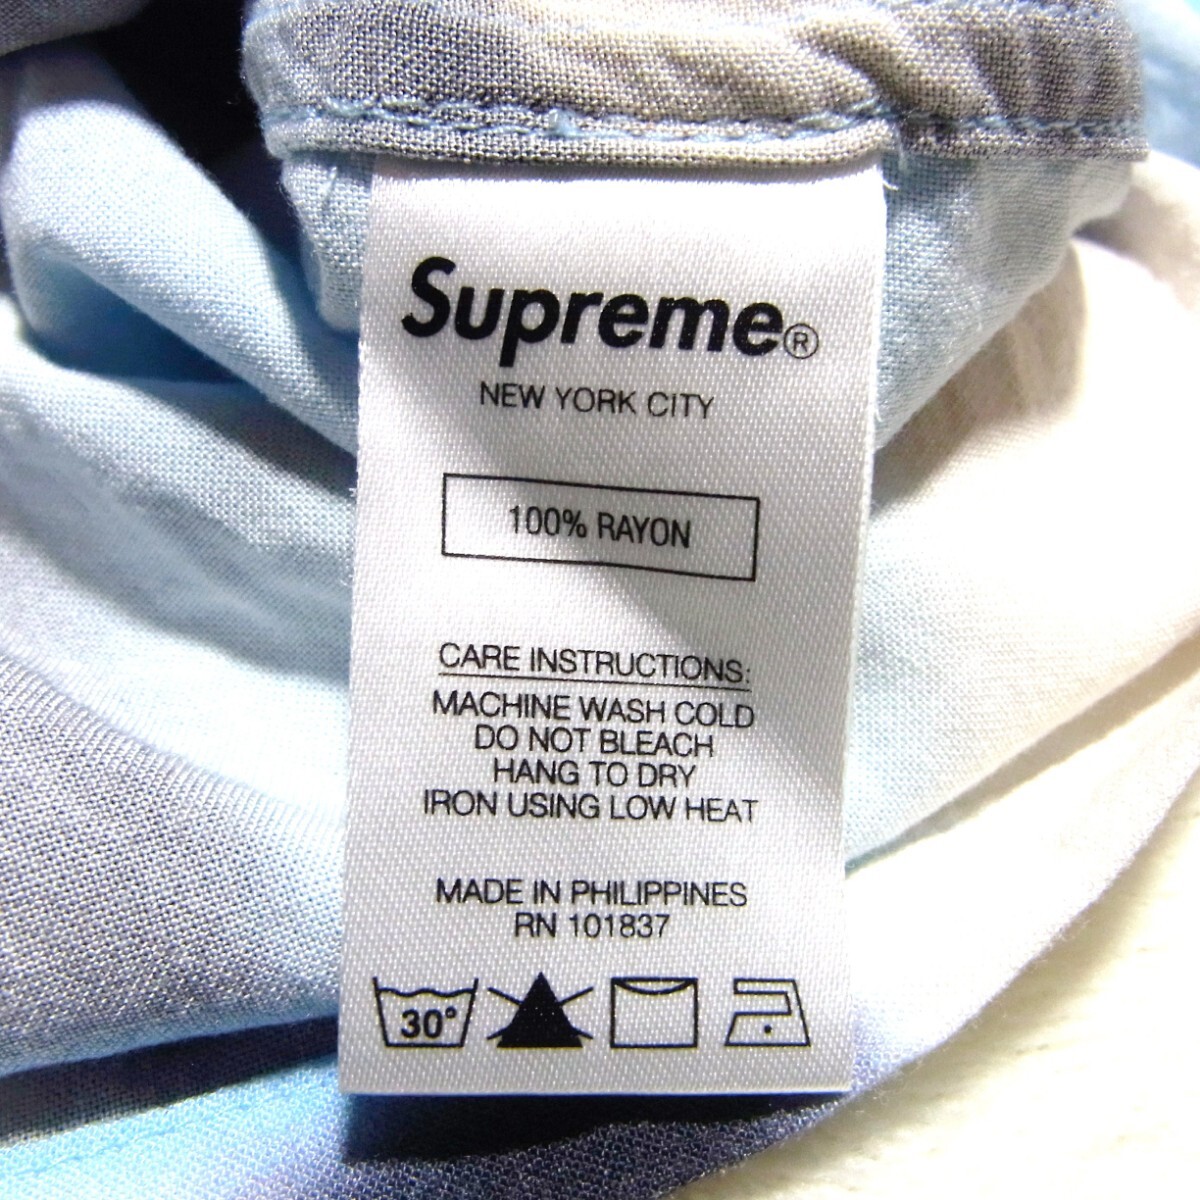 Supreme®
NEW YORK CITY
100% RAYON
CARE INSTRUCTIONS:
MACHINE WASH COLD
DO NOT BLEACH
HANG TO DRY
IRON USING LOW HEAT
MADE IN PHILIPPINES
RN 101837
30°